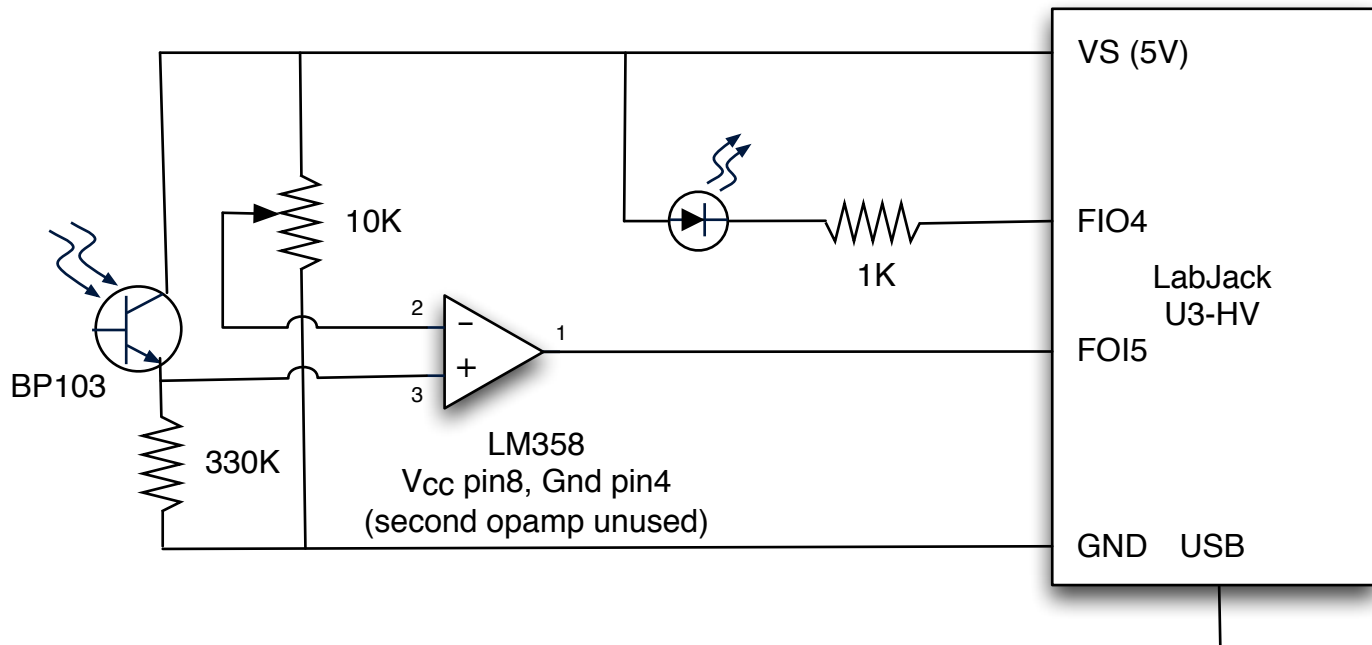 VS (5V)
10K
FIO4
1K
LabJack
U3-HV
2
−
1
FOI5
+
3
BP103
330K
LM358
VCC pin8, Gnd pin4
(second opamp unused)
GND USB